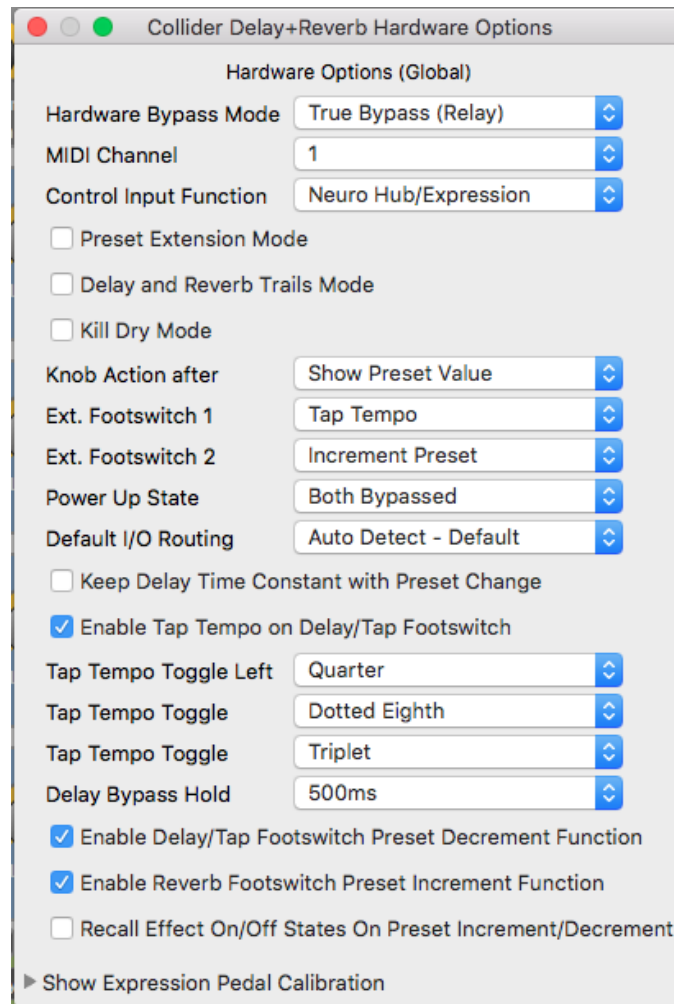 Collider Delay+Reverb Hardware Options
Hardware Options (Global)
Hardware Bypass Mode True Bypass (Relay)
MIDI Channel 1
Control Input Function Neuro Hub/Expression
Preset Extension Mode
Delay and Reverb Trails Mode
Kill Dry Mode
Knob Action after Show Preset Value
Ext. Footswitch 1 Tap Tempo
Ext. Footswitch 2 Increment Preset
Power Up State Both Bypassed
Default I/O Routing Auto Detect - Default
Keep Delay Time Constant with Preset Change
Enable Tap Tempo on Delay/Tap Footswitch
Tap Tempo Toggle Left Quarter
Tap Tempo Toggle Dotted Eighth
Tap Tempo Toggle Triplet
Delay Bypass Hold 500ms
Enable Delay/Tap Footswitch Preset Decrement Function
Enable Reverb Footswitch Preset Increment Function
Recall Effect On/Off States On Preset Increment/Decrement
Show Expression Pedal Calibration